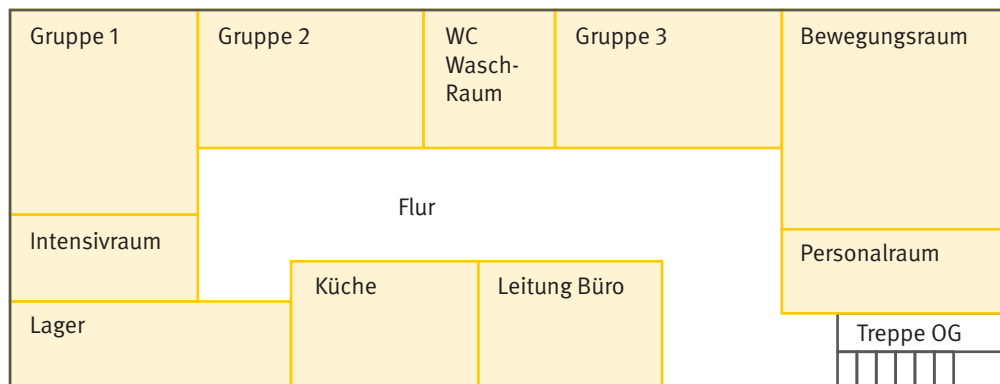 Gruppe 1
Gruppe 2
WC
Wasch-
Raum
Gruppe 3
Bewegungsraum
Flur
Intensivraum
Personalraum
Küche
Leitung Büro
Lager
Treppe OG